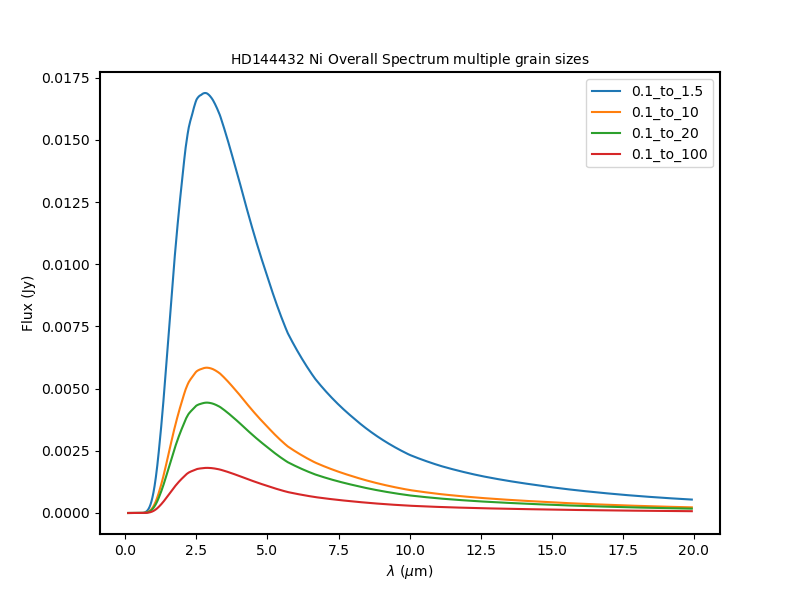 HD144432 Ni Overall Spectrum multiple grain sizes
0.1_to_1.5
0.1_to_10
0.1_to_20
0.1_to_100
Flux (Jy)
0.0175
0.0150
0.0125
0.0100
0.0075
0.0050
0.0025
0.0000
0.0 2.5 5.0 7.5 10.0 12.5 15.0 17.5 20.0
λ (μm)